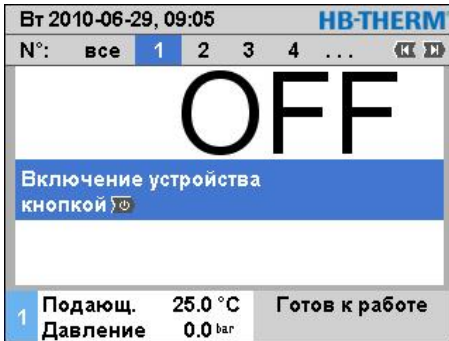 Вт 2010-06-29, 09:05 HB-THERM
N°: все 1 2 3 4 ...
OFF
Включение устройства
кнопкой
1 Подающ. 25.0 °C Готов к работе
Давление 0.0 bar